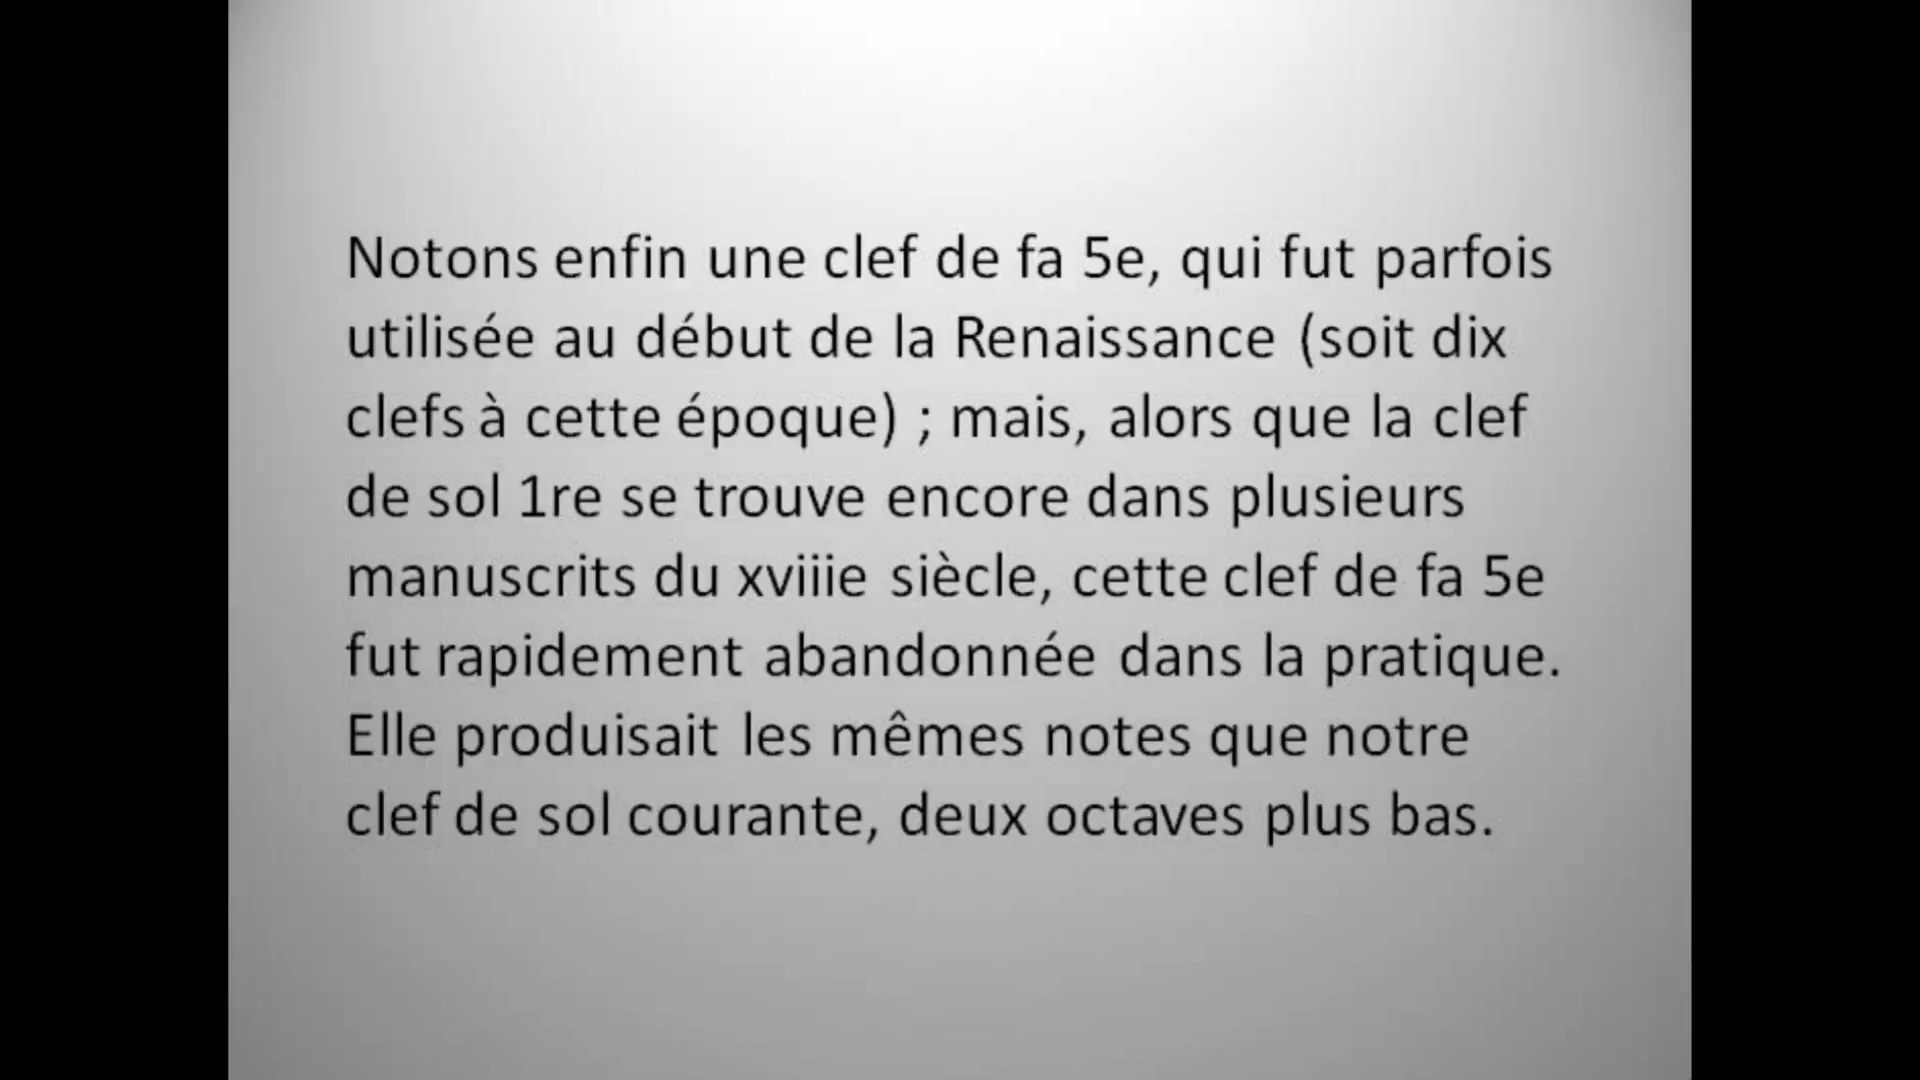 Notons enfin une clef de fa 5e, qui fut parfois
utilisée au début de la Renaissance (soit dix
clefs à cette époque) ; mais, alors que la clef
de sol 1re se trouve encore dans plusieurs
manuscrits du xviiie siècle, cette clef de fa 5e
fut rapidement abandonnée dans la pratique.
Elle produisait les mêmes notes que notre
clef de sol courante, deux octaves plus bas.